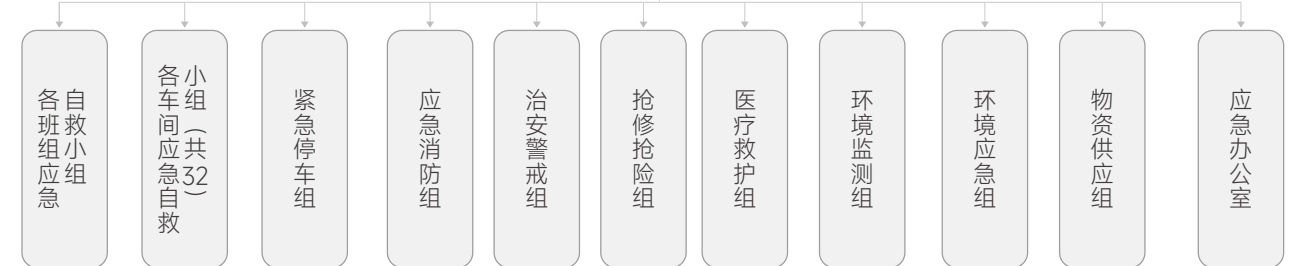 各班组应急
自救小组
各车间应急自救
小组（共32）
紧急停车组
应急消防组
治安警戒组
抢修抢险组
医疗救护组
环境监测组
环境应急组
物资供应组
应急办公室